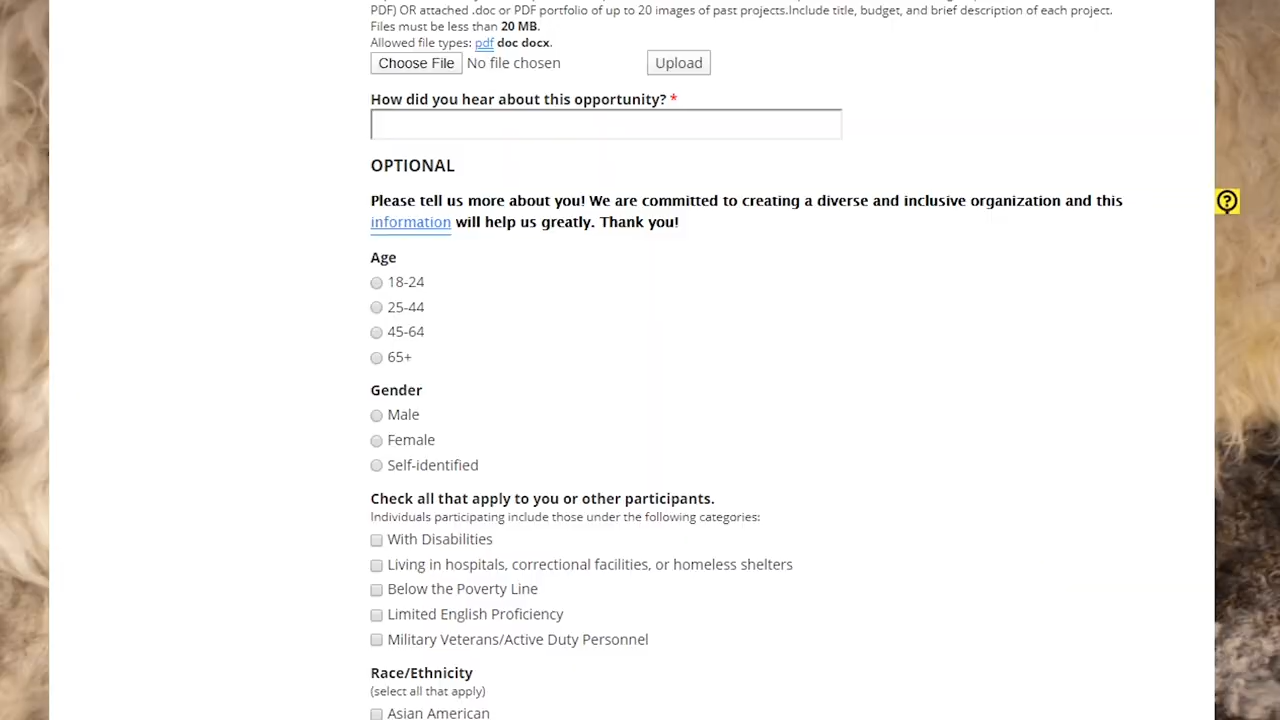 PDF) OR attached .doc or PDF portfolio of up to 20 images of past projects.Include title, budget, and brief description of each project.
Files must be less than 20 MB.
Allowed file types: pdf doc docx.
Choose File No file chosen Upload
How did you hear about this opportunity? *
OPTIONAL
Please tell us more about you! We are committed to creating a diverse and inclusive organization and this
information will help us greatly. Thank you!
Age
18-24
25-44
45-64
65+
Gender
Male
Female
Self-identified
Check all that apply to you or other participants.
Individuals participating include those under the following categories:
With Disabilities
Living in hospitals, correctional facilities, or homeless shelters
Below the Poverty Line
Limited English Proficiency
Military Veterans/Active Duty Personnel
Race/Ethnicity
(select all that apply)
Asian American